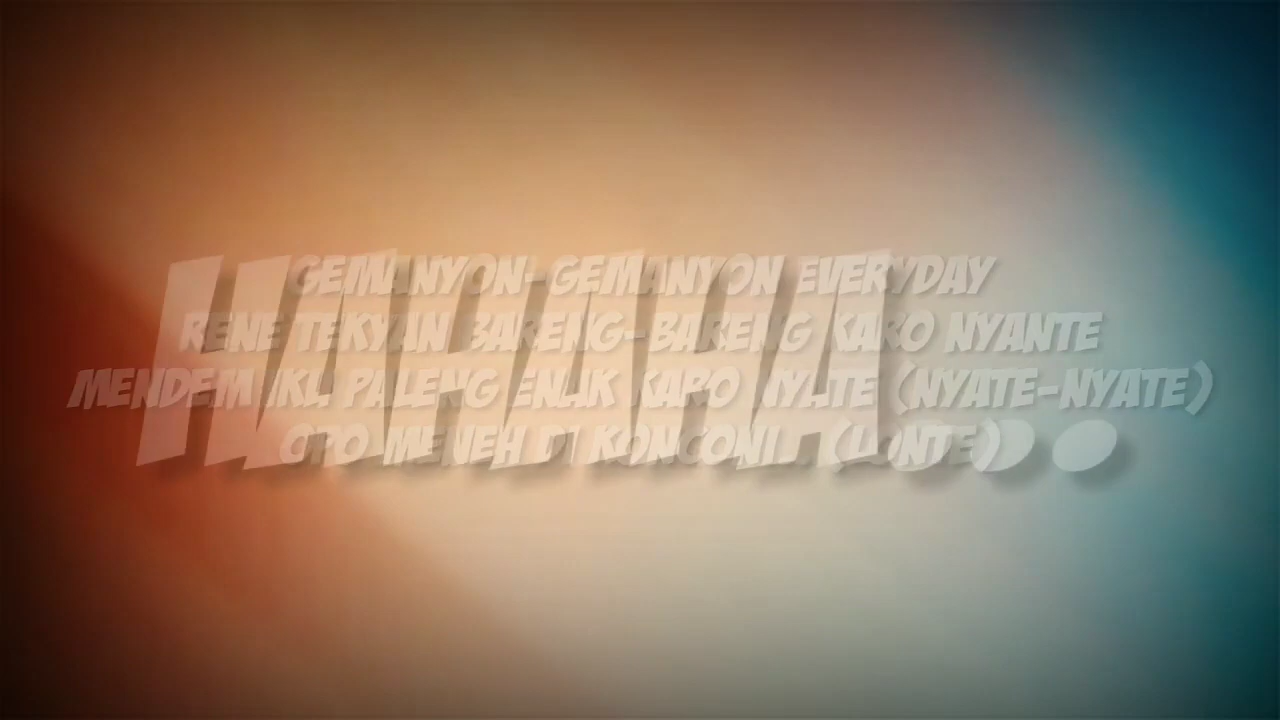 GEMANYON-GEMANYON EVERYDAY
RENE TEKYAN BARENG-BARENG KARO NYANTE
MENDEM IKI PALENG ENAK KARO NYATE (NYATE-NYATE)
OPO MENEH DI KONCONI (LONTE)
HAHAHA...